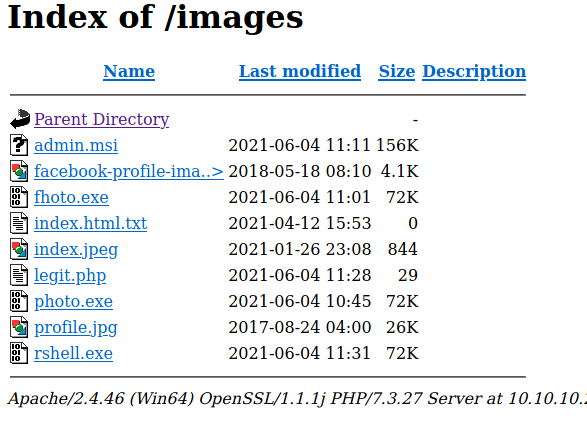 Index of /images
Name Last modified Size Description
Parent Directory -
admin.msi 2021-06-04 11:11 156K
facebook-profile-ima..> 2018-05-18 08:10 4.1K
fhoto.exe 2021-06-04 11:01 72K
index.html.txt 2021-04-12 15:53 0
index.jpeg 2021-01-26 23:08 844
legit.php 2021-06-04 11:28 29
photo.exe 2021-06-04 10:45 72K
profile.jpg 2017-08-24 04:00 26K
rshell.exe 2021-06-04 11:31 72K
Apache/2.4.46 (Win64) OpenSSL/1.1.1j PHP/7.3.27 Server at 10.10.10.